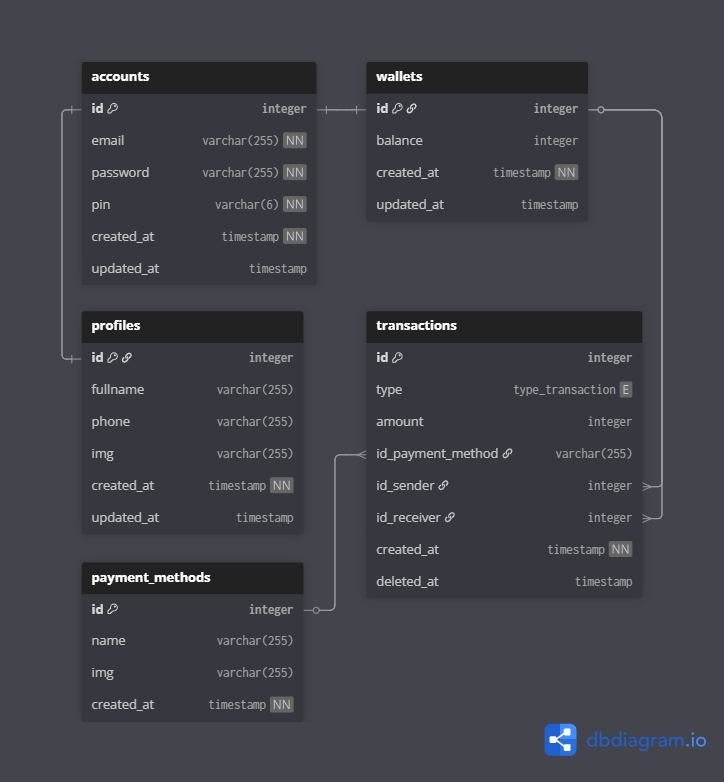 accounts
id integer
email varchar(255) NN
password varchar(255) NN
pin varchar(6) NN
created_at timestamp NN
updated_at timestamp
wallets
id integer
balance integer
created_at timestamp NN
updated_at timestamp
profiles
id integer
fullname varchar(255)
phone varchar(255)
img varchar(255)
created_at timestamp NN
updated_at timestamp
transactions
id integer
type type_transaction E
amount integer
id_payment_method varchar(255)
id_sender integer
id_receiver integer
created_at timestamp NN
deleted_at timestamp
payment_methods
id integer
name varchar(255)
img varchar(255)
created_at timestamp NN
dbdiagram.io